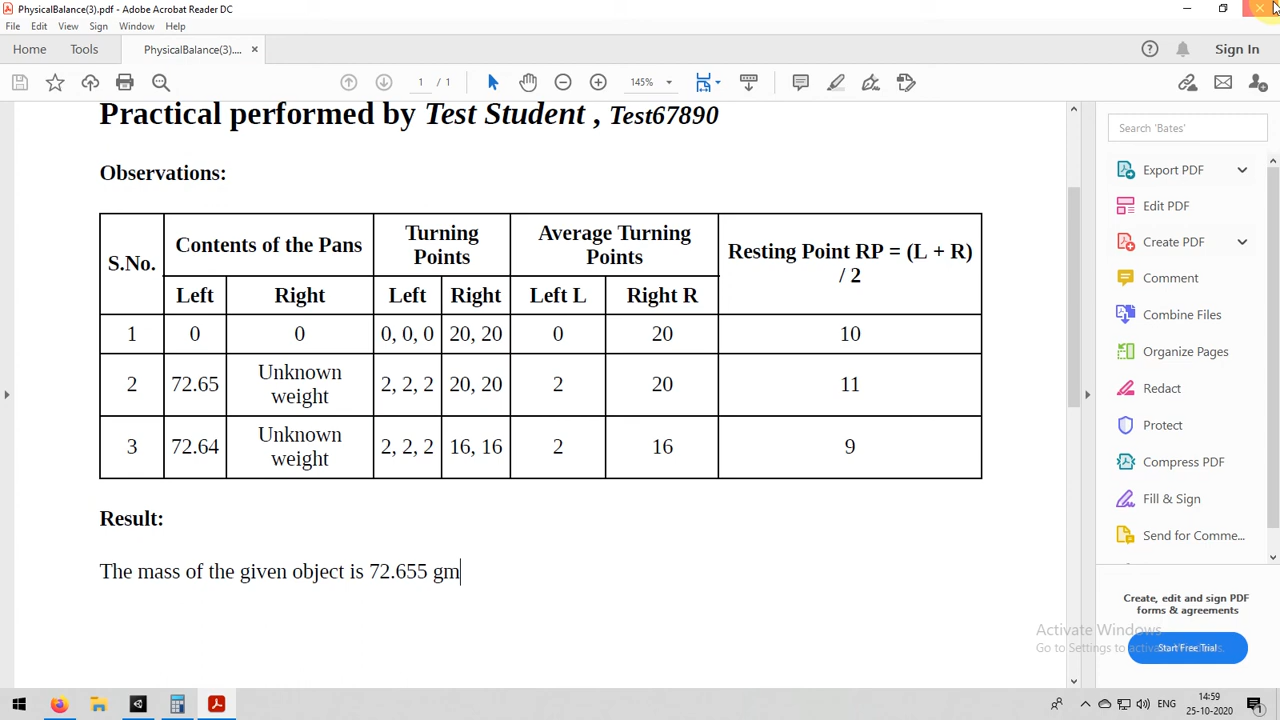 PhysicalBalance(3).pdf - Adobe Acrobat Reader DC
File Edit View Sign Window Help
Home Tools PhysicalBalance(3).... × Sign In
1 / 1 145%
Practical performed by Test Student , Test67890
Observations:
S.No. Contents of the Pans Turning Points Average Turning Points Resting Point RP = (L + R) / 2
Left Right Left Right Left L Right R
1 0 0 0, 0, 0 20, 20 0 20 10
2 72.65 Unknown weight 2, 2, 2 20, 20 2 20 11
3 72.64 Unknown weight 2, 2, 2 16, 16 2 16 9
Result:
The mass of the given object is 72.655 gm
Search 'Bates'
Export PDF
Edit PDF
Create PDF
Comment
Combine Files
Organize Pages
Redact
Protect
Compress PDF
Fill & Sign
Send for Comme...
Create, edit and sign PDF
forms & agreements
Start Free Trial
Activate Windows
Go to Settings to activate Windows.
ENG 14:59
25-10-2020 1